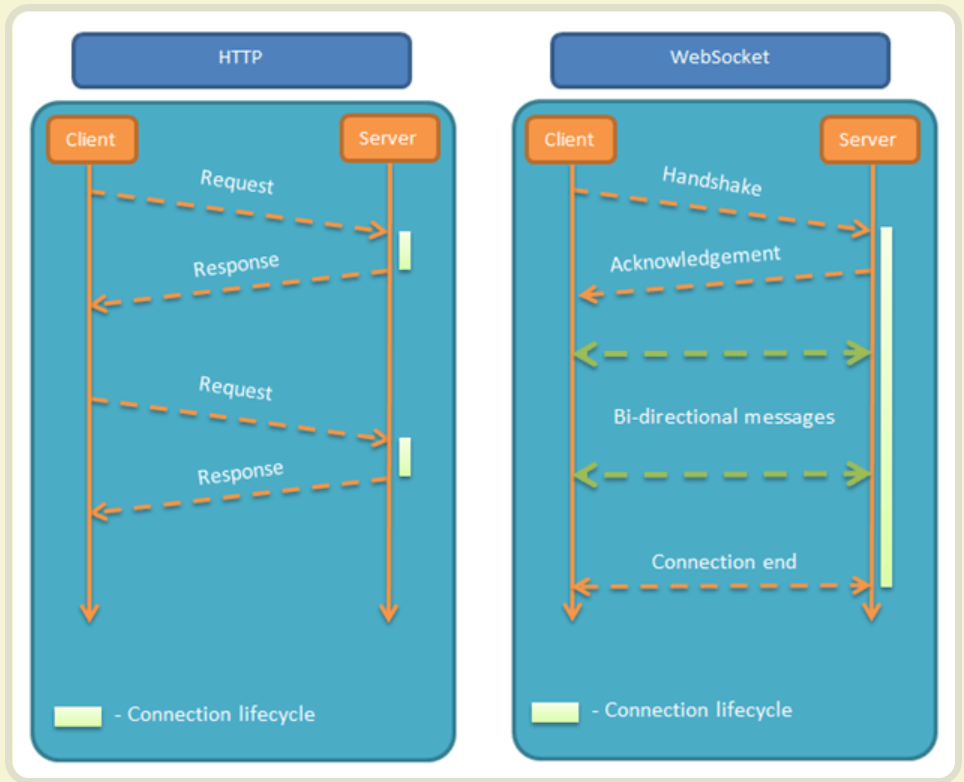 HTTP
Client
Server
Request
Response
Request
Response
- Connection lifecycle
WebSocket
Client
Server
Handshake
Acknowledgement
Bi-directional messages
Connection end
- Connection lifecycle